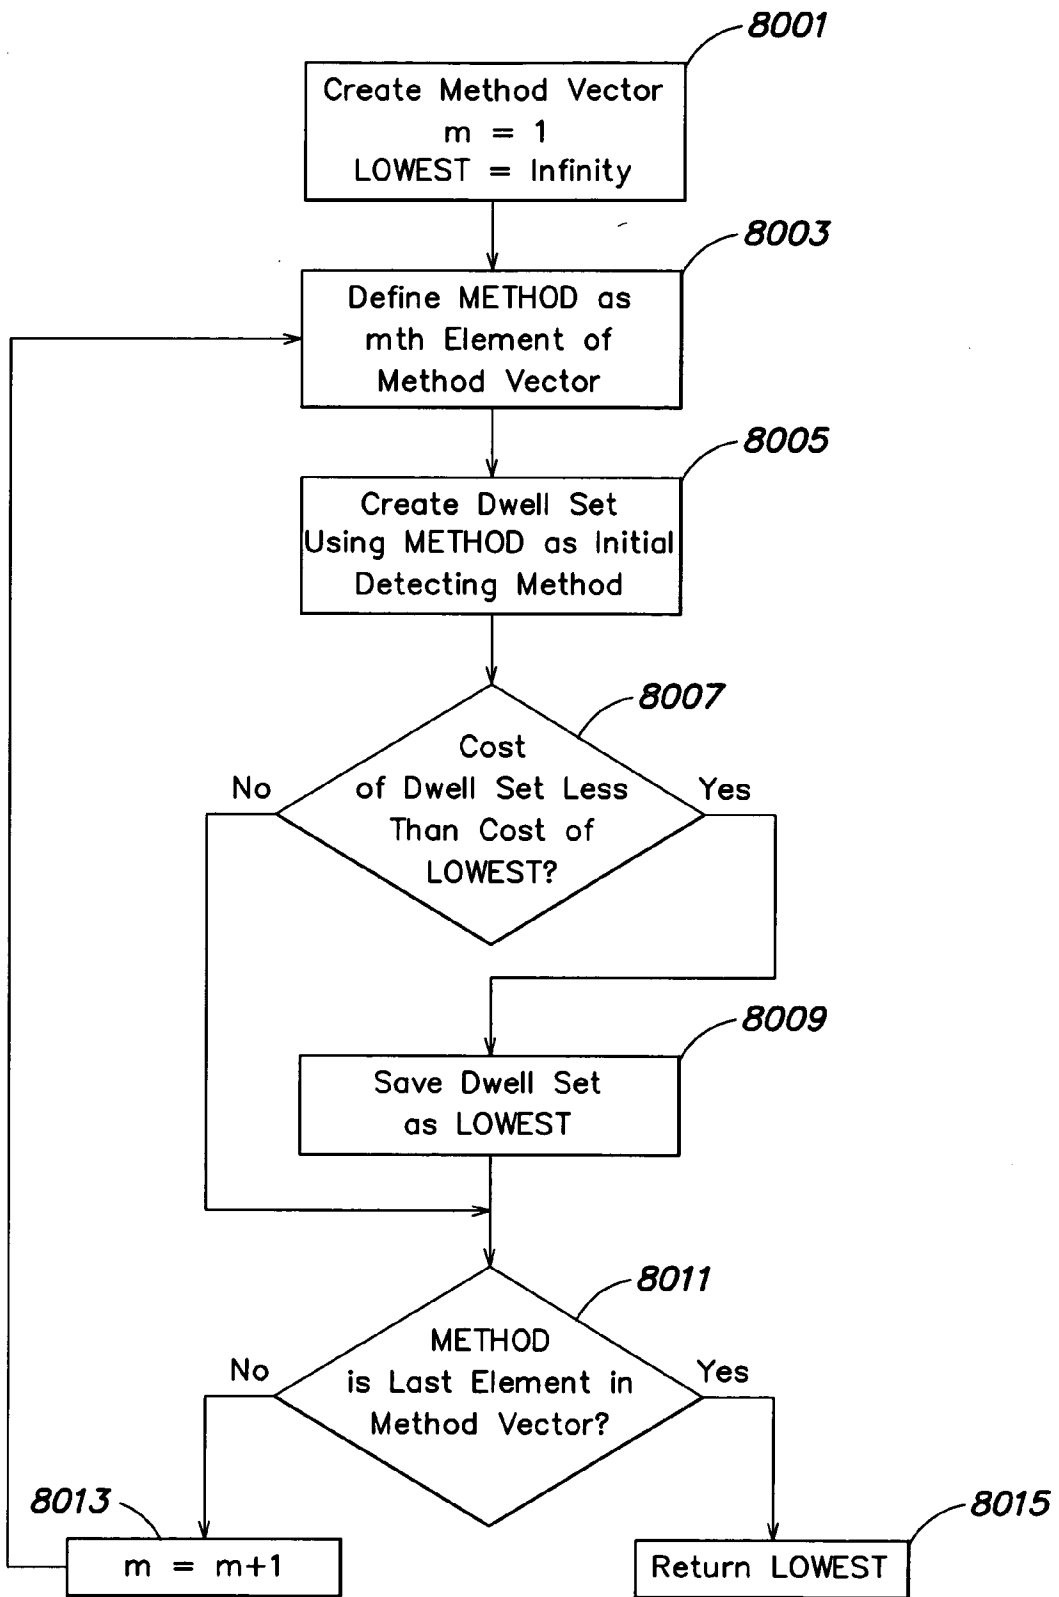 8001
Create Method Vector
m = 1
LOWEST = Infinity
8003
Define METHOD as
mth Element of
Method Vector
8005
Create Dwell Set
Using METHOD as Initial
Detecting Method
8007
Cost
of Dwell Set Less
Than Cost of
LOWEST?
No
Yes
8009
Save Dwell Set
as LOWEST
8011
METHOD
is Last Element in
Method Vector?
No
Yes
8013
m = m+1
8015
Return LOWEST